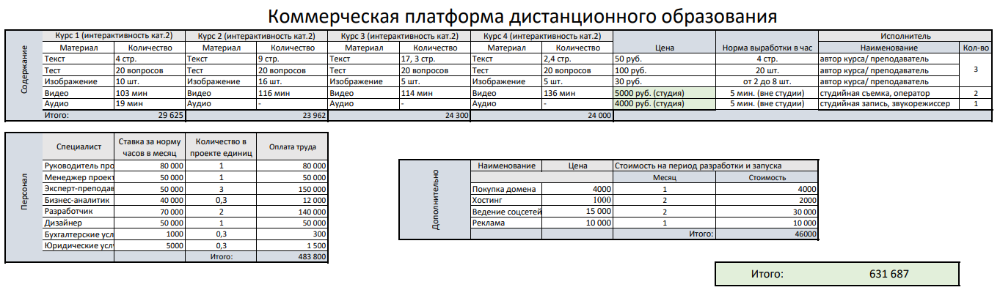 Коммерческая платформа дистанционного образования
Содержание
Курс 1 (интерактивность кат.2) Курс 2 (интерактивность кат.2) Курс 3 (интерактивность кат.2) Курс 4 (интерактивность кат.2) Цена Норма выработки в час Исполнитель
Материал Количество Материал Количество Материал Количество Материал Количество Наименование Кол-во
Текст 4 стр. Текст 9 стр. Текст 17, 3 стр. Текст 2,4 стр. 50 руб. 4 стр. автор курса/ преподаватель 3
Тест 20 вопросов Тест 20 вопросов Тест 20 вопросов Тест 20 вопросов 100 руб. 20 шт. автор курса/ преподаватель
Изображение 10 шт. Изображение 16 шт. Изображение 5 шт. Изображение 5 шт. 30 руб. от 2 до 8 шт. автор курса/ преподаватель
Видео 103 мин Видео 116 мин Видео 114 мин Видео 136 мин 5000 руб. (студия) 5 мин. (вне студии) студийная съемка, оператор 2
Аудио 19 мин Аудио - Аудио - Аудио - 4000 руб. (студия) 5 мин. (вне студии) студийная запись, звукорежиссер 1
Итого: 29 625 23 962 24 300 24 000
Персонал
Специалист Ставка за норму часов в месяц Количество в проекте единиц Оплата труда
Руководитель про 80 000 1 80 000
Менеджер проект 50 000 1 50 000
Эксперт-преподав 50 000 3 150 000
Бизнес-аналитик 40 000 0,3 12 000
Разработчик 70 000 2 140 000
Дизайнер 50 000 1 50 000
Бухгалтерские усл 1000 0,3 300
Юридические усл 5000 0,3 1 500
Итого: 483 800
Дополнительно
Наименование Цена Стоимость на период разработки и запуска
Месяц Стоимость
Покупка домена 4000 1 4000
Хостинг 1000 2 2000
Ведение соцсетей 15 000 2 30 000
Реклама 10 000 1 10 000
Итого: 46000
Итого: 631 687